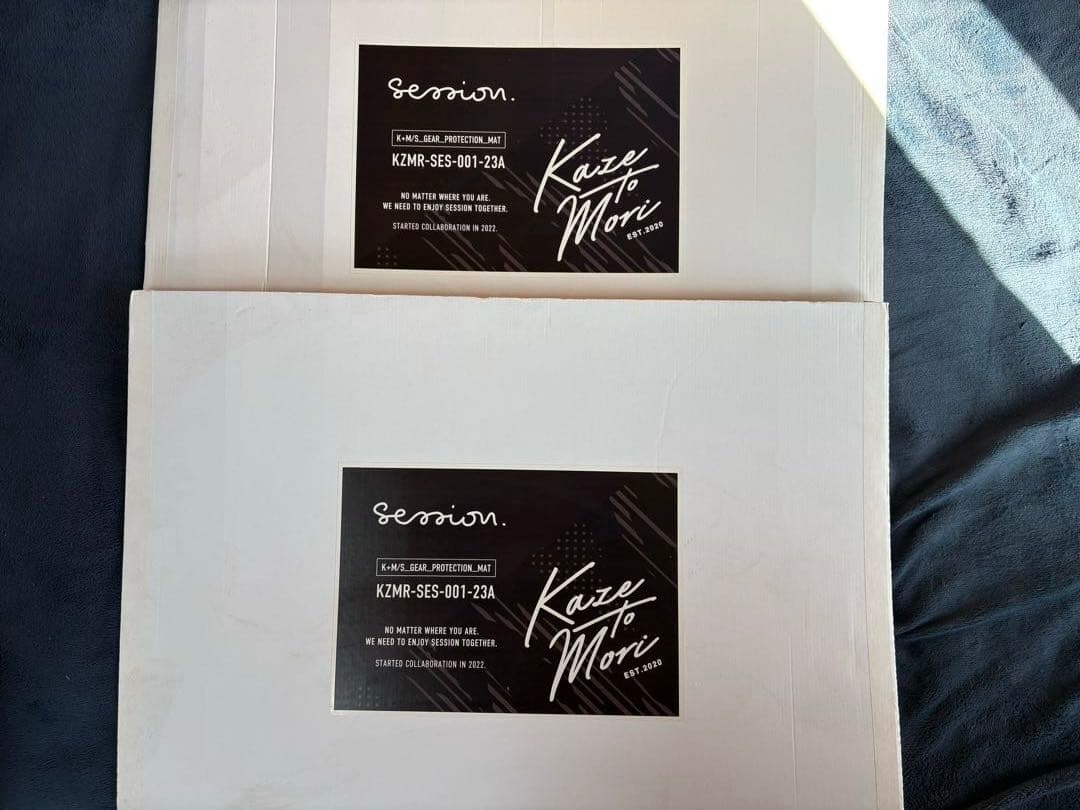 session.
K+M/S_GEAR_PROTECTION_MAT
KZMR-SES-001-23A
NO MATTER WHERE YOU ARE.
WE NEED TO ENJOY SESSION TOGETHER.
STARTED COLLABORATION IN 2022.
Kaze
to
Mori
EST.2020
session.
K+M/S_GEAR_PROTECTION_MAT
KZMR-SES-001-23A
NO MATTER WHERE YOU ARE.
WE NEED TO ENJOY SESSION TOGETHER.
STARTED COLLABORATION IN 2022.
Kaze
to
Mori
EST.2020